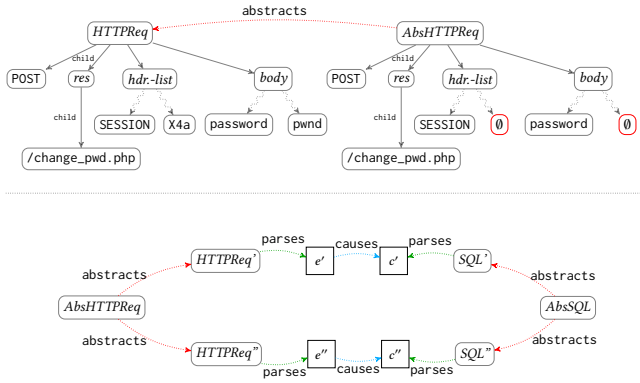 abstracts
HTTPReq AbsHTTPReq
child child
POST res hdr.-list body POST res hdr.-list body
child child
SESSION X4a password pwnd SESSION ∅ password ∅
/change_pwd.php /change_pwd.php
parses causes parses
HTTPReq' e′ c′ SQL'
abstracts abstracts
AbsHTTPReq AbsSQL
abstracts abstracts
HTTPReq" e″ c″ SQL"
parses causes parses